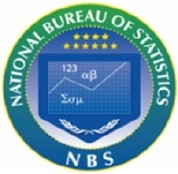 NATIONAL BUREAU OF STATISTICS
123
αβ
Σσμ
NBS